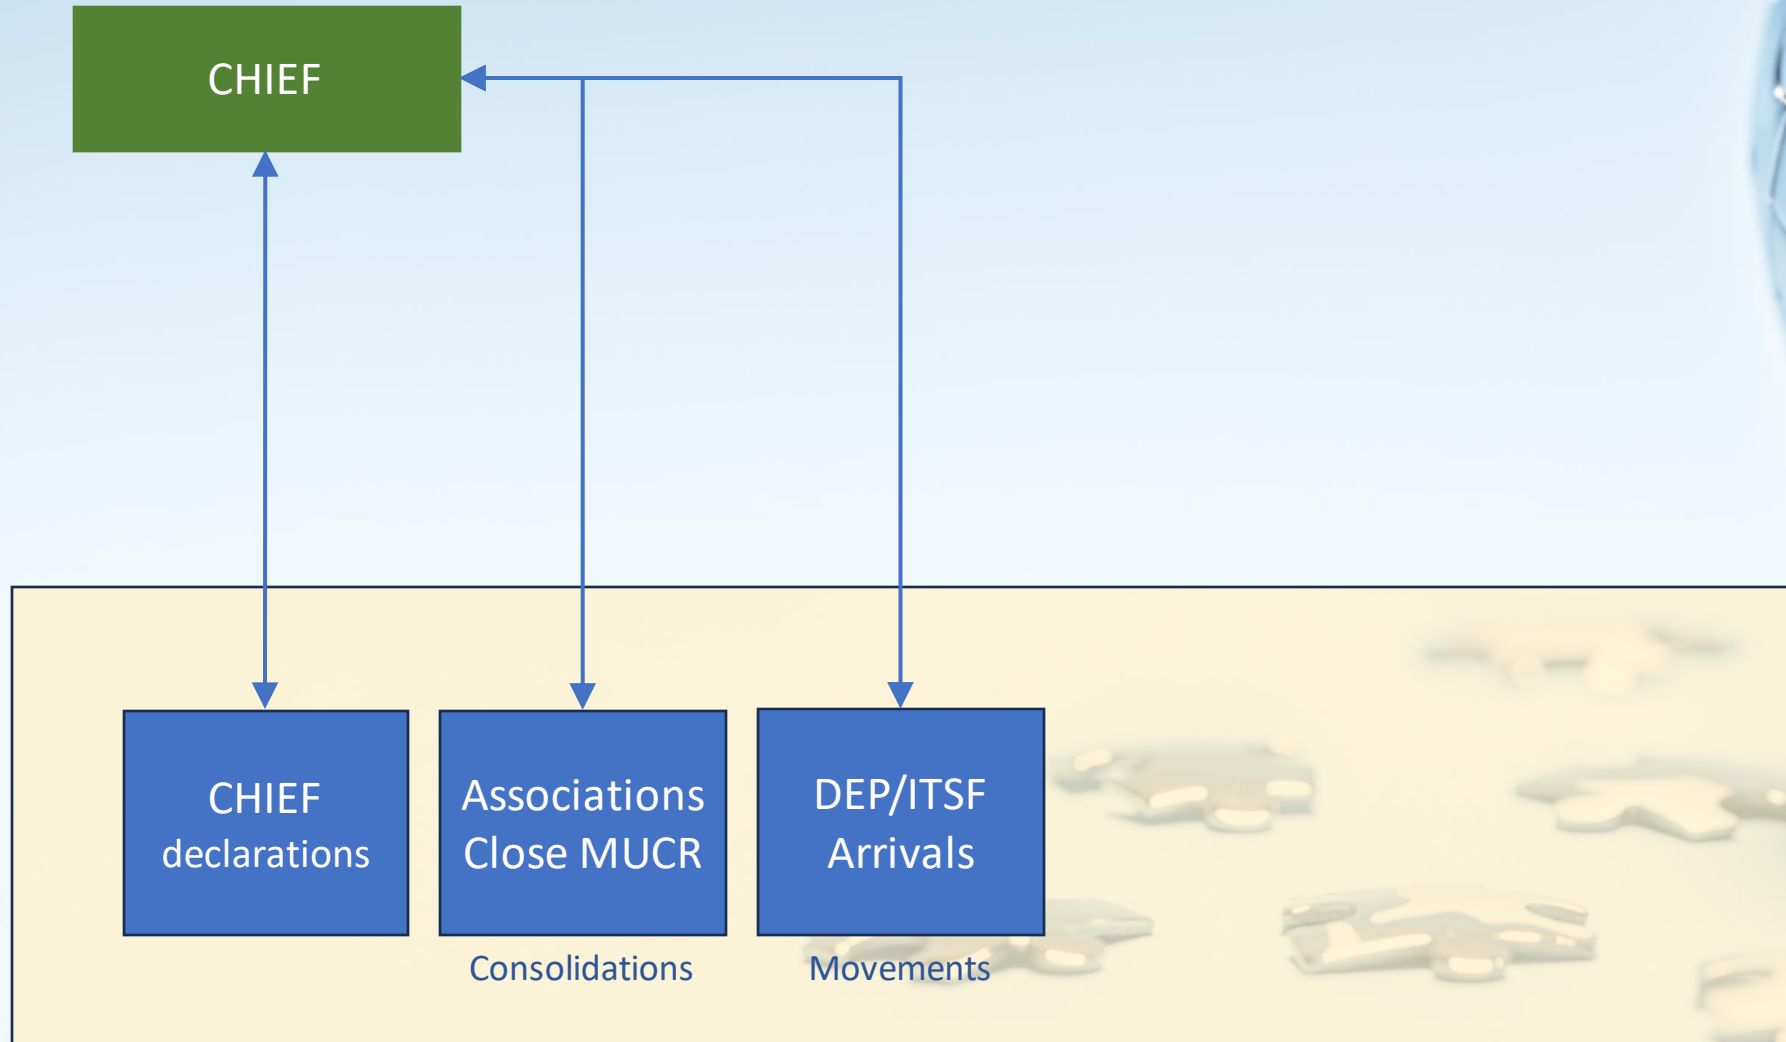 CHIEF
CHIEF
declarations
Associations
Close MUCR
DEP/ITSF
Arrivals
Consolidations
Movements